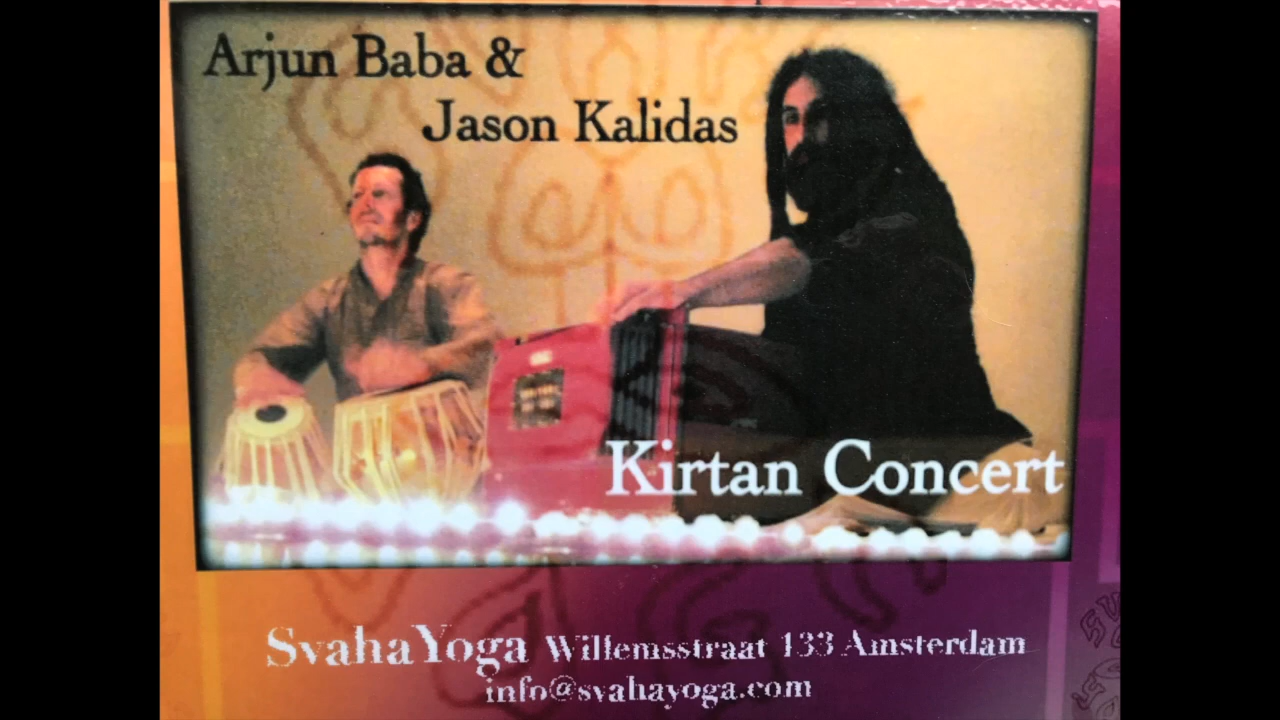 Arjun Baba &
Jason Kalidas
Kirtan Concert
SvahaYoga Willemsstraat 133 Amsterdam
info@svahayoga.com